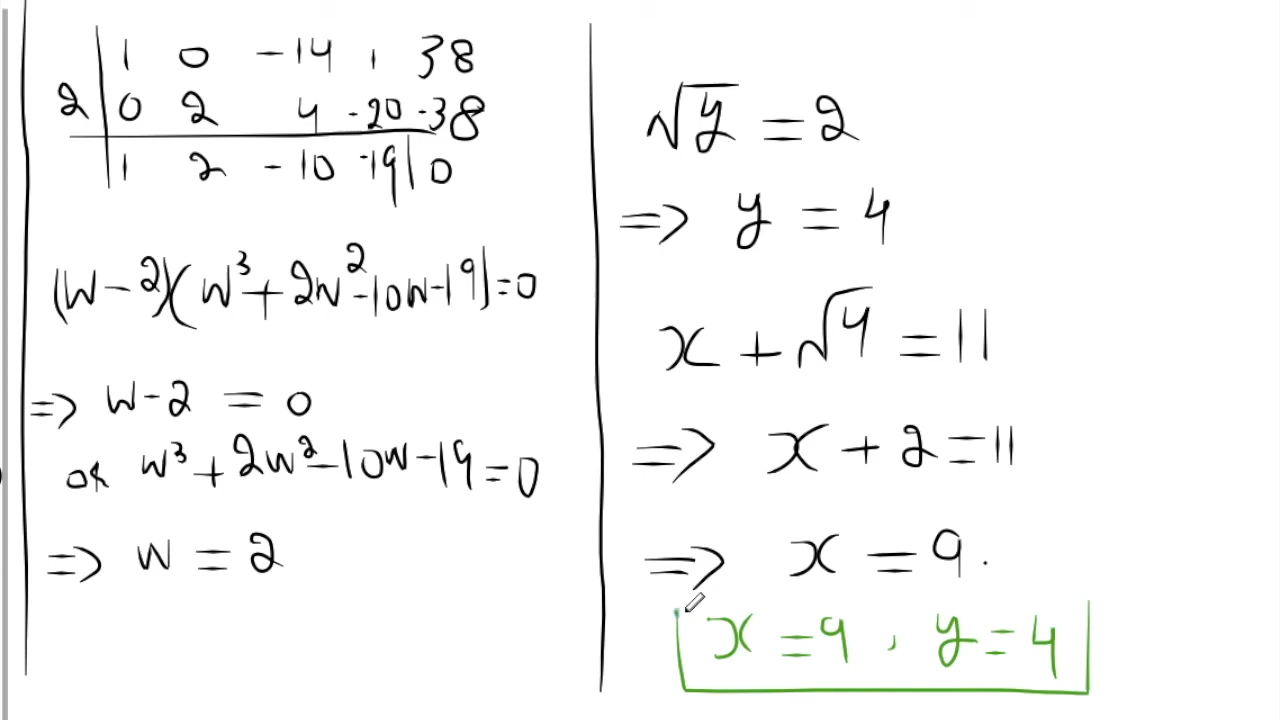 1 0 -14 1 38
2 0 2 4 -20 -38
1 2 -10 -19 0
(w-2)(w³+2w²-10w-19)=0
=> w-2 = 0
or w³+2w²-10w-19=0
=> w = 2
√y = 2
=> y = 4
x + √4 = 11
=> x + 2 = 11
=> x = 9.
x = 9 , y = 4